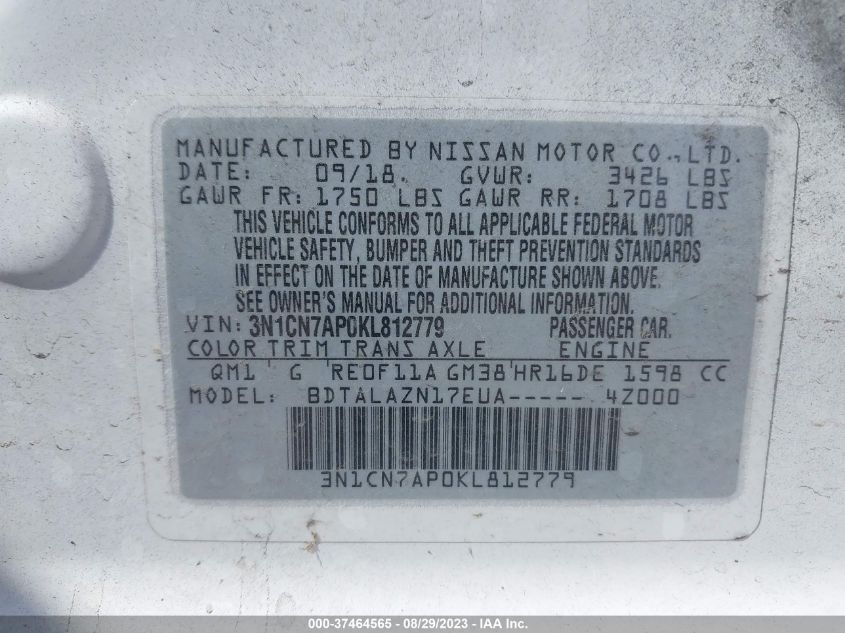 MANUFACTURED BY NISSAN MOTOR CO.,LTD.
DATE: 09/18. GVWR: 3426 LBS
GAWR FR: 1750 LBS GAWR RR: 1708 LBS
THIS VEHICLE CONFORMS TO ALL APPLICABLE FEDERAL MOTOR
VEHICLE SAFETY, BUMPER AND THEFT PREVENTION STANDARDS
IN EFFECT ON THE DATE OF MANUFACTURE SHOWN ABOVE.
SEE OWNER'S MANUAL FOR ADDITIONAL INFORMATION.
VIN: 3N1CN7AP0KL812779 PASSENGER CAR.
COLOR TRIM TRANS AXLE ENGINE
QM1 G RE0F11A GM38 HR16DE 1598 CC
MODEL: BDTALAZN17EUA----- 4Z000
3N1CN7AP0KL812779
000-37464565 - 08/29/2023 - IAA Inc.